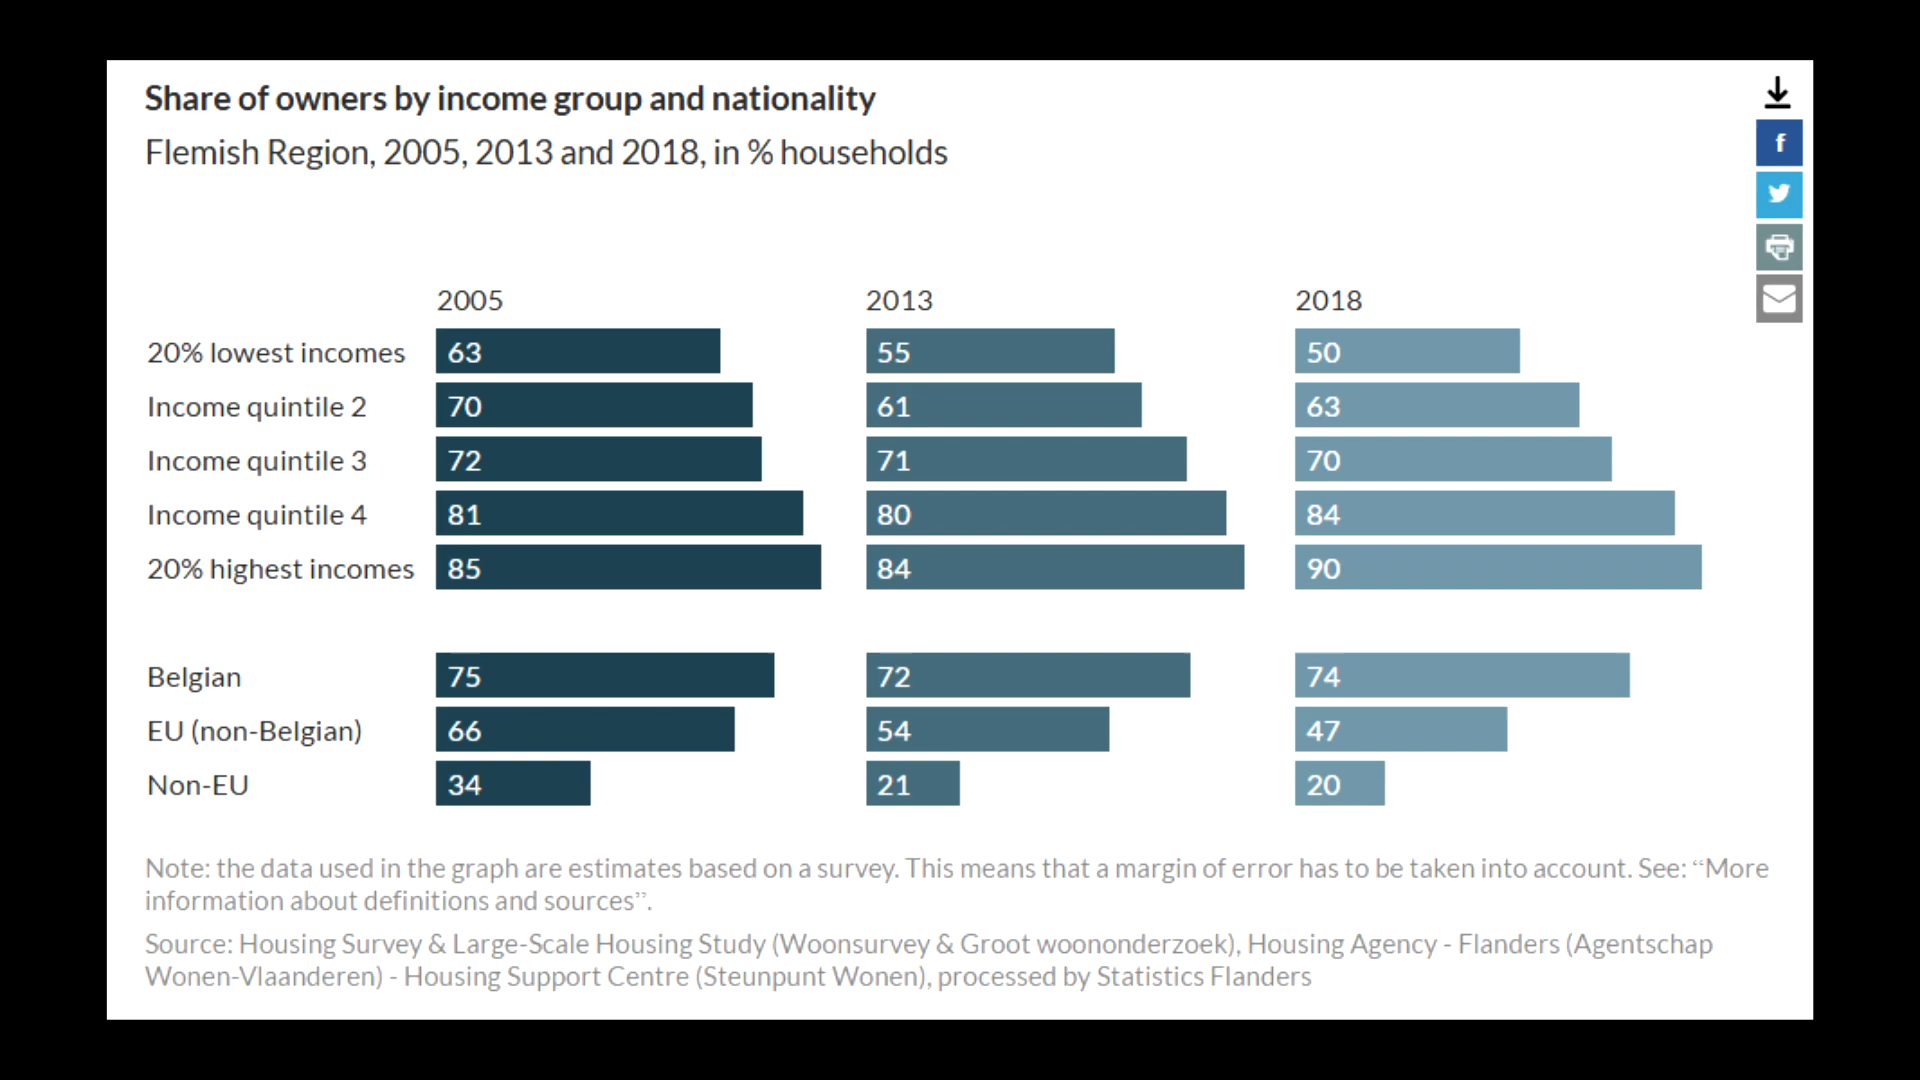 Share of owners by income group and nationality
Flemish Region, 2005, 2013 and 2018, in % households
f
2005 2013 2018
20% lowest incomes 63 55 50
Income quintile 2 70 61 63
Income quintile 3 72 71 70
Income quintile 4 81 80 84
20% highest incomes 85 84 90
Belgian 75 72 74
EU (non-Belgian) 66 54 47
Non-EU 34 21 20
Note: the data used in the graph are estimates based on a survey. This means that a margin of error has to be taken into account. See: “More
information about definitions and sources”.
Source: Housing Survey & Large-Scale Housing Study (Woonsurvey & Groot woononderzoek), Housing Agency - Flanders (Agentschap
Wonen-Vlaanderen) - Housing Support Centre (Steunpunt Wonen), processed by Statistics Flanders